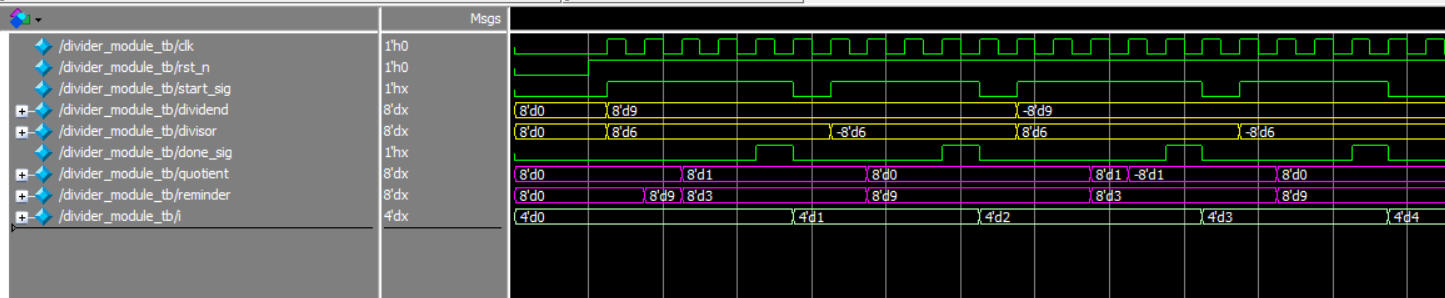 Msgs
/divider_module_tb/clk 1'h0
/divider_module_tb/rst_n 1'h0
/divider_module_tb/start_sig 1'hx
/divider_module_tb/dividend 8'dx 8'd0 8'd9 -8'd9
/divider_module_tb/divisor 8'dx 8'd0 8'd6 -8'd6 8'd6 -8'd6
/divider_module_tb/done_sig 1'hx
/divider_module_tb/quotient 8'dx 8'd0 8'd1 8'd0 8'd1 -8'd1 8'd0
/divider_module_tb/reminder 8'dx 8'd0 8'd9 8'd3 8'd9 8'd3 8'd9
/divider_module_tb/i 4'dx 4'd0 4'd1 4'd2 4'd3 4'd4